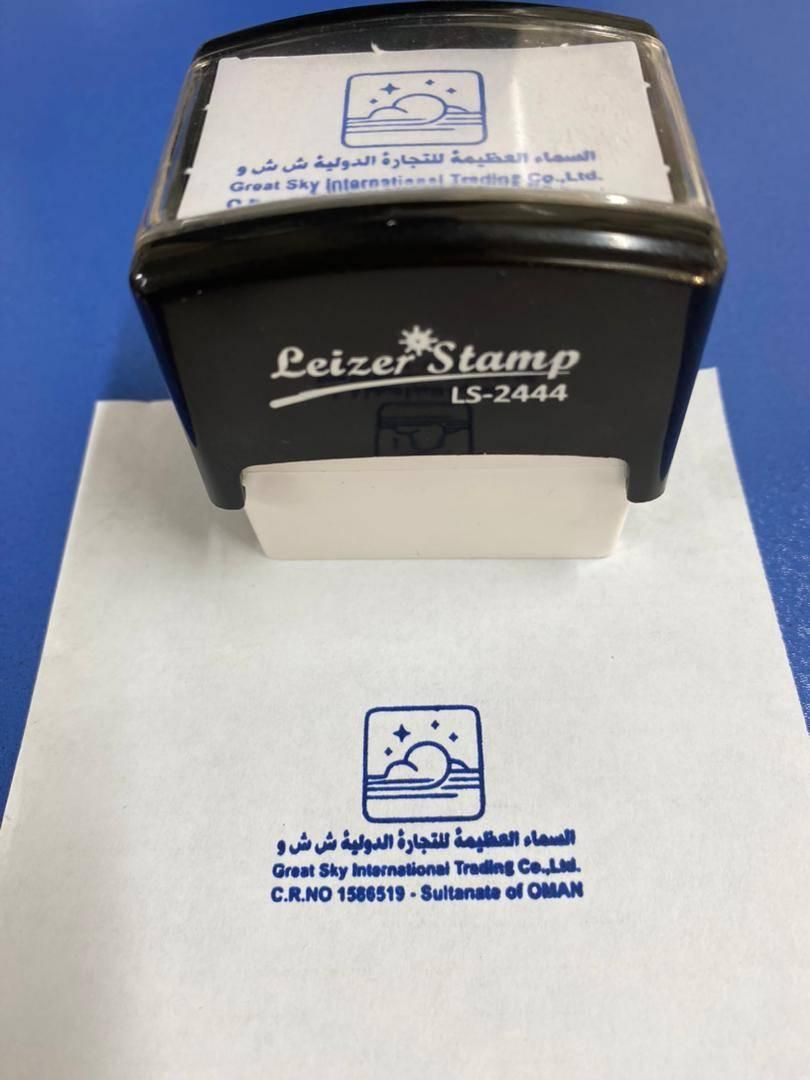 السماء العظيمة للتجارة الدولية ش ش و
Great Sky International Trading Co.,Ltd.
Leizer Stamp
LS-2444
السماء العظيمة للتجارة الدولية ش ش و
Great Sky International Trading Co.,Ltd.
C.R.NO 1586519 - Sultanate of OMAN